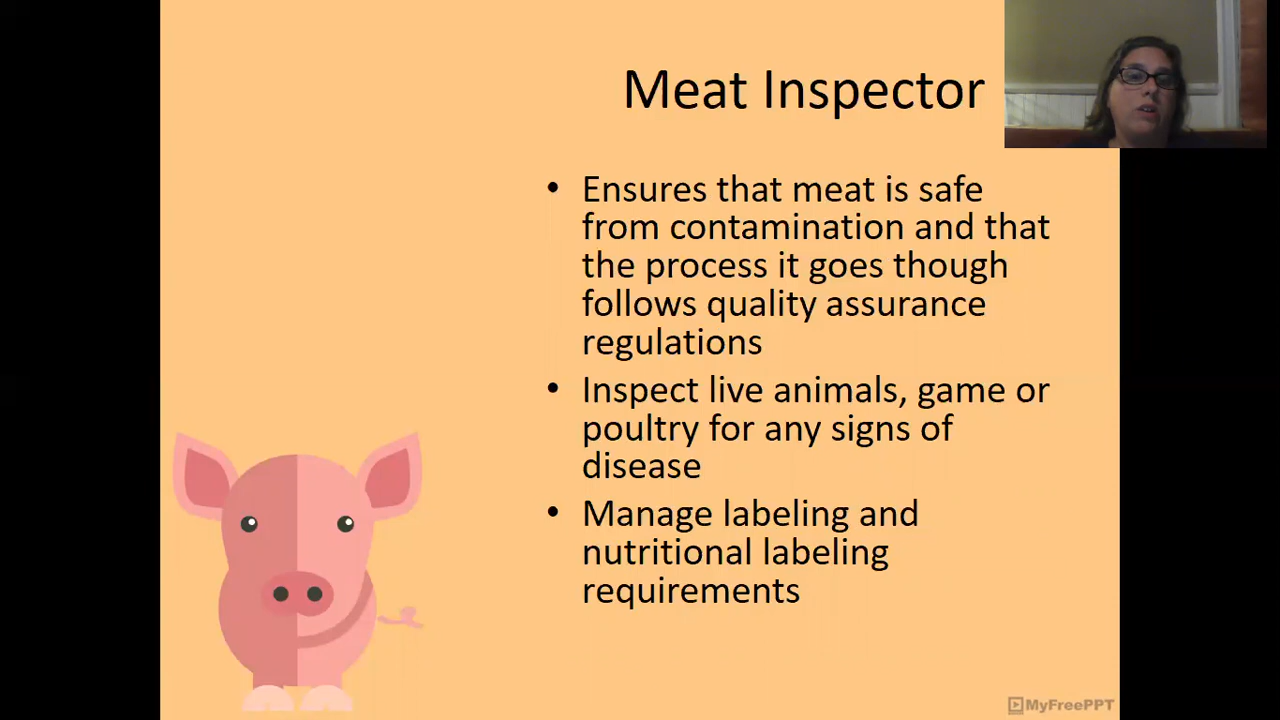 Meat Inspector
• Ensures that meat is safe
from contamination and that
the process it goes though
follows quality assurance
regulations
• Inspect live animals, game or
poultry for any signs of
disease
• Manage labeling and
nutritional labeling
requirements
MyFreePPT